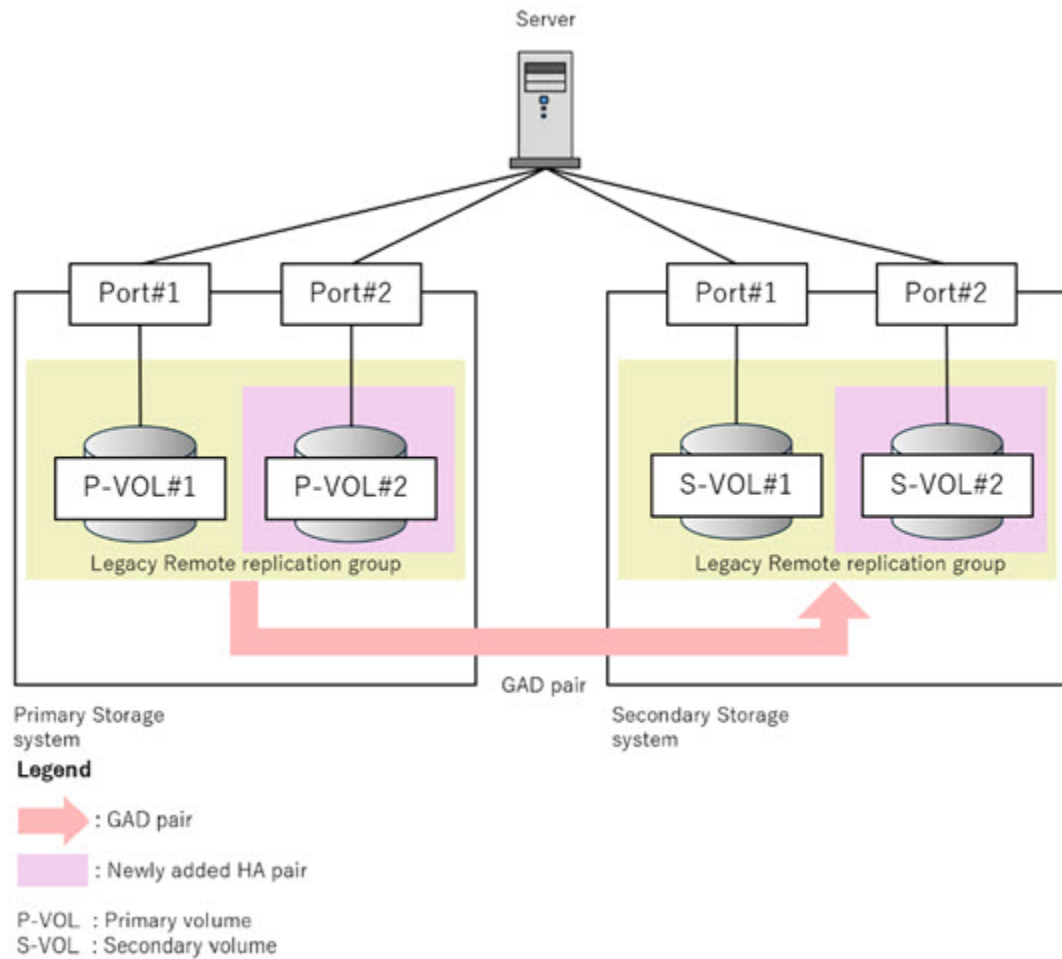 Server
Port#1
Port#2
Port#1
Port#2
P-VOL#1
P-VOL#2
S-VOL#1
S-VOL#2
Legacy Remote replication group
Legacy Remote replication group
GAD pair
Primary Storage
system
Secondary Storage
system
Legend
: GAD pair
: Newly added HA pair
P-VOL : Primary volume
S-VOL : Secondary volume